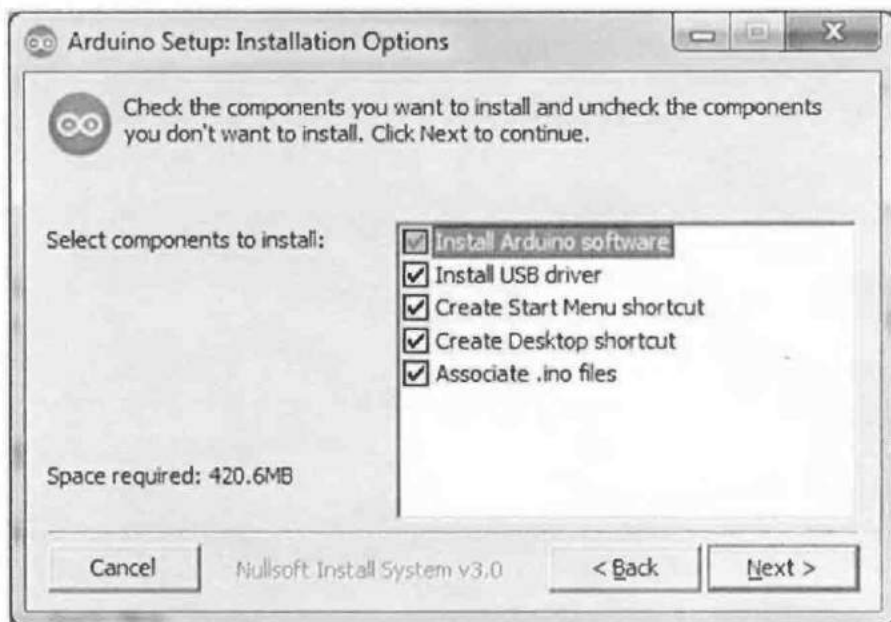 Arduino Setup: Installation Options
Check the components you want to install and uncheck the components
you don't want to install. Click Next to continue.
Select components to install:
Install Arduino software
Install USB driver
Create Start Menu shortcut
Create Desktop shortcut
Associate .ino files
Space required: 420.6MB
Cancel
Nullsoft Install System v3.0
< Back
Next >